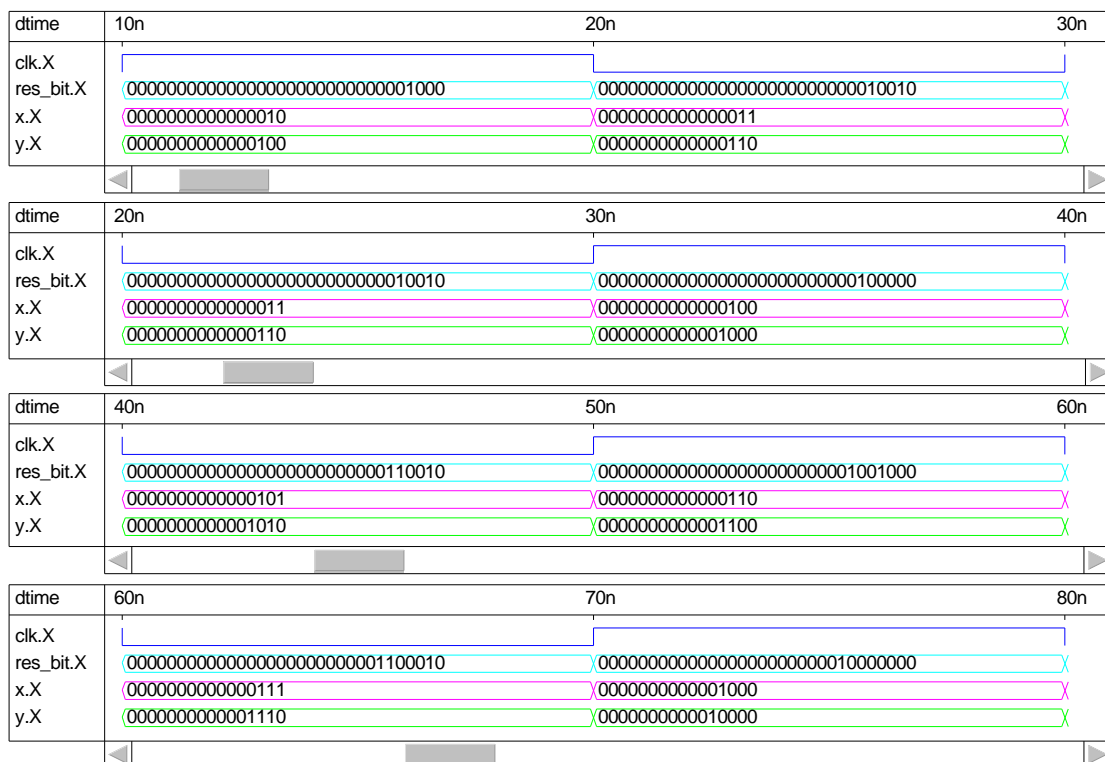 dtime 10n 20n 30n
clk.X
res_bit.X 00000000000000000000000000001000 00000000000000000000000000010010
x.X 0000000000000010 0000000000000011
y.X 0000000000000100 0000000000000110
dtime 20n 30n 40n
clk.X
res_bit.X 00000000000000000000000000010010 00000000000000000000000000100000
x.X 0000000000000011 0000000000000100
y.X 0000000000000110 0000000000001000
dtime 40n 50n 60n
clk.X
res_bit.X 00000000000000000000000000110010 00000000000000000000000001001000
x.X 0000000000000101 0000000000000110
y.X 0000000000001010 0000000000001100
dtime 60n 70n 80n
clk.X
res_bit.X 00000000000000000000000001100010 00000000000000000000000010000000
x.X 0000000000000111 0000000000001000
y.X 0000000000001110 0000000000010000